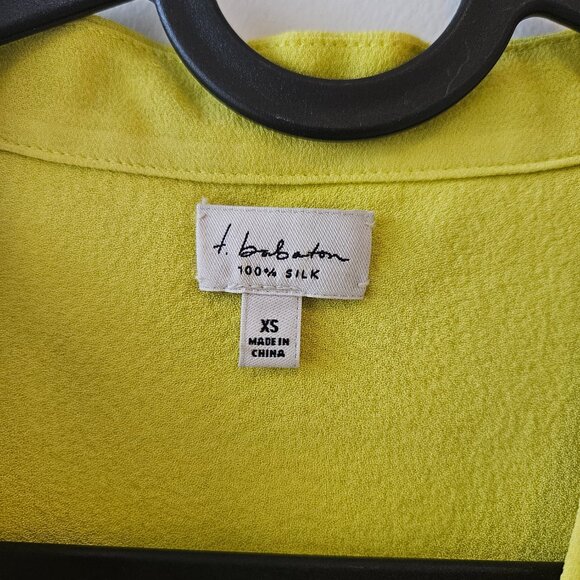 t. babaton
100% SILK
XS
MADE IN
CHINA